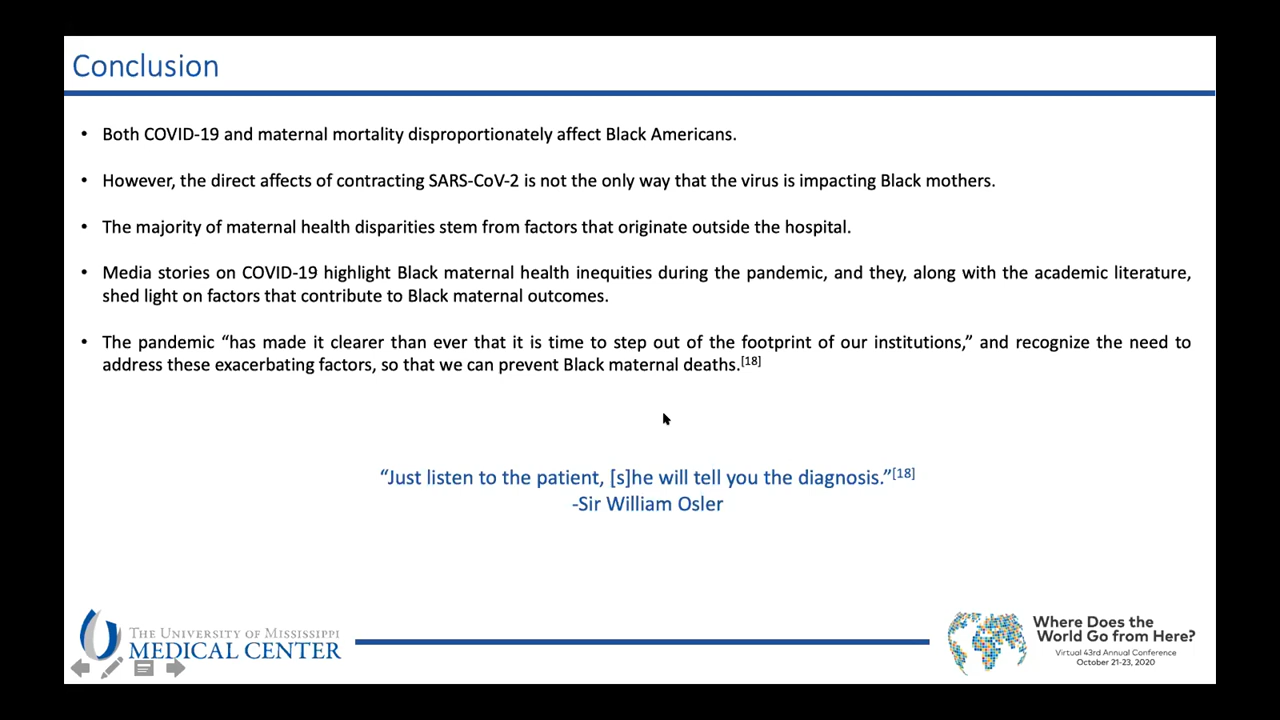 Conclusion
• Both COVID-19 and maternal mortality disproportionately affect Black Americans.
• However, the direct affects of contracting SARS-CoV-2 is not the only way that the virus is impacting Black mothers.
• The majority of maternal health disparities stem from factors that originate outside the hospital.
• Media stories on COVID-19 highlight Black maternal health inequities during the pandemic, and they, along with the academic literature,
shed light on factors that contribute to Black maternal outcomes.
• The pandemic “has made it clearer than ever that it is time to step out of the footprint of our institutions,” and recognize the need to
address these exacerbating factors, so that we can prevent Black maternal deaths.[18]
“Just listen to the patient, [s]he will tell you the diagnosis.”[18]
-Sir William Osler
THE UNIVERSITY OF MISSISSIPPI
MEDICAL CENTER
Where Does the
World Go from Here?
Virtual 43rd Annual Conference
October 21-23, 2020